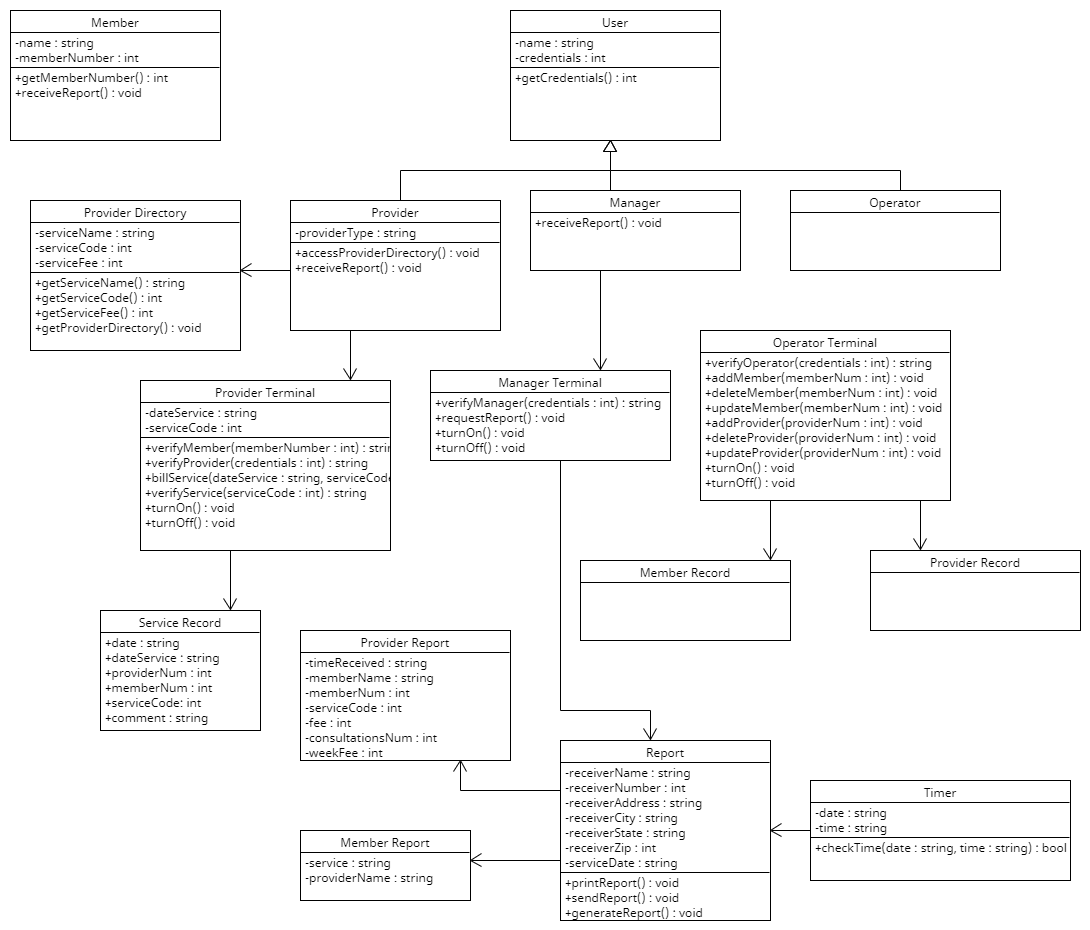 Member
-name : string
-memberNumber : int
+getMemberNumber() : int
+receiveReport() : void
User
-name : string
-credentials : int
+getCredentials() : int
Provider Directory
-serviceName : string
-serviceCode : int
-serviceFee : int
+getServiceName() : string
+getServiceCode() : int
+getServiceFee() : int
+getProviderDirectory() : void
Provider
-providerType : string
+accessProviderDirectory() : void
+receiveReport() : void
Manager
+receiveReport() : void
Operator
Provider Terminal
-dateService : string
-serviceCode : int
+verifyMember(memberNumber : int) : strin
+verifyProvider(credentials : int) : string
+billService(dateService : string, serviceCode
+verifyService(serviceCode : int) : string
+turnOn() : void
+turnOff() : void
Manager Terminal
+verifyManager(credentials : int) : string
+requestReport() : void
+turnOn() : void
+turnOff() : void
Operator Terminal
+verifyOperator(credentials : int) : string
+addMember(memberNum : int) : void
+deleteMember(memberNum : int) : void
+updateMember(memberNum : int) : void
+addProvider(providerNum : int) : void
+deleteProvider(providerNum : int) : void
+updateProvider(providerNum : int) : void
+turnOn() : void
+turnOff() : void
Member Record
Provider Record
Service Record
+date : string
+dateService : string
+providerNum : int
+memberNum : int
+serviceCode: int
+comment : string
Provider Report
-timeReceived : string
-memberName : string
-memberNum : int
-serviceCode : int
-fee : int
-consultationsNum : int
-weekFee : int
Member Report
-service : string
-providerName : string
Report
-receiverName : string
-receiverNumber : int
-receiverAddress : string
-receiverCity : string
-receiverState : string
-receiverZip : int
-serviceDate : string
+printReport() : void
+sendReport() : void
+generateReport() : void
Timer
-date : string
-time : string
+checkTime(date : string, time : string) : bool